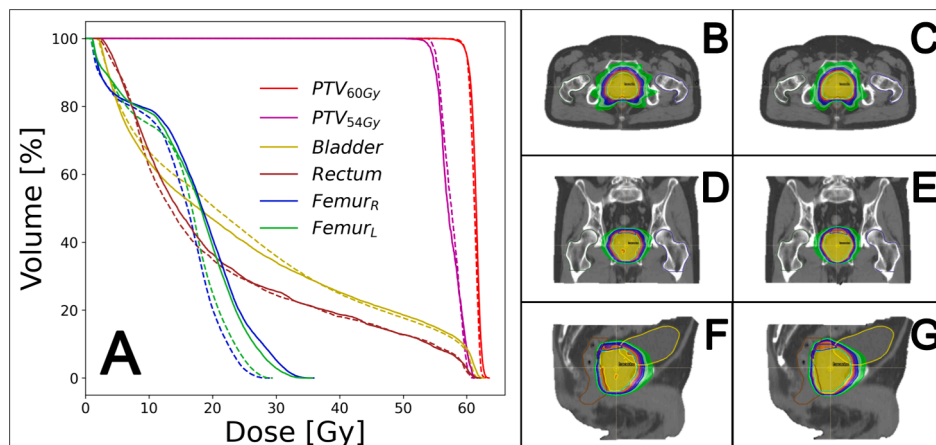 100
80
60
40
20
0
Volume [%]
PTV60Gy
PTV54Gy
Bladder
Rectum
FemurR
FemurL
A
0 10 20 30 40 50 60
Dose [Gy]
B
C
D
E
F
G